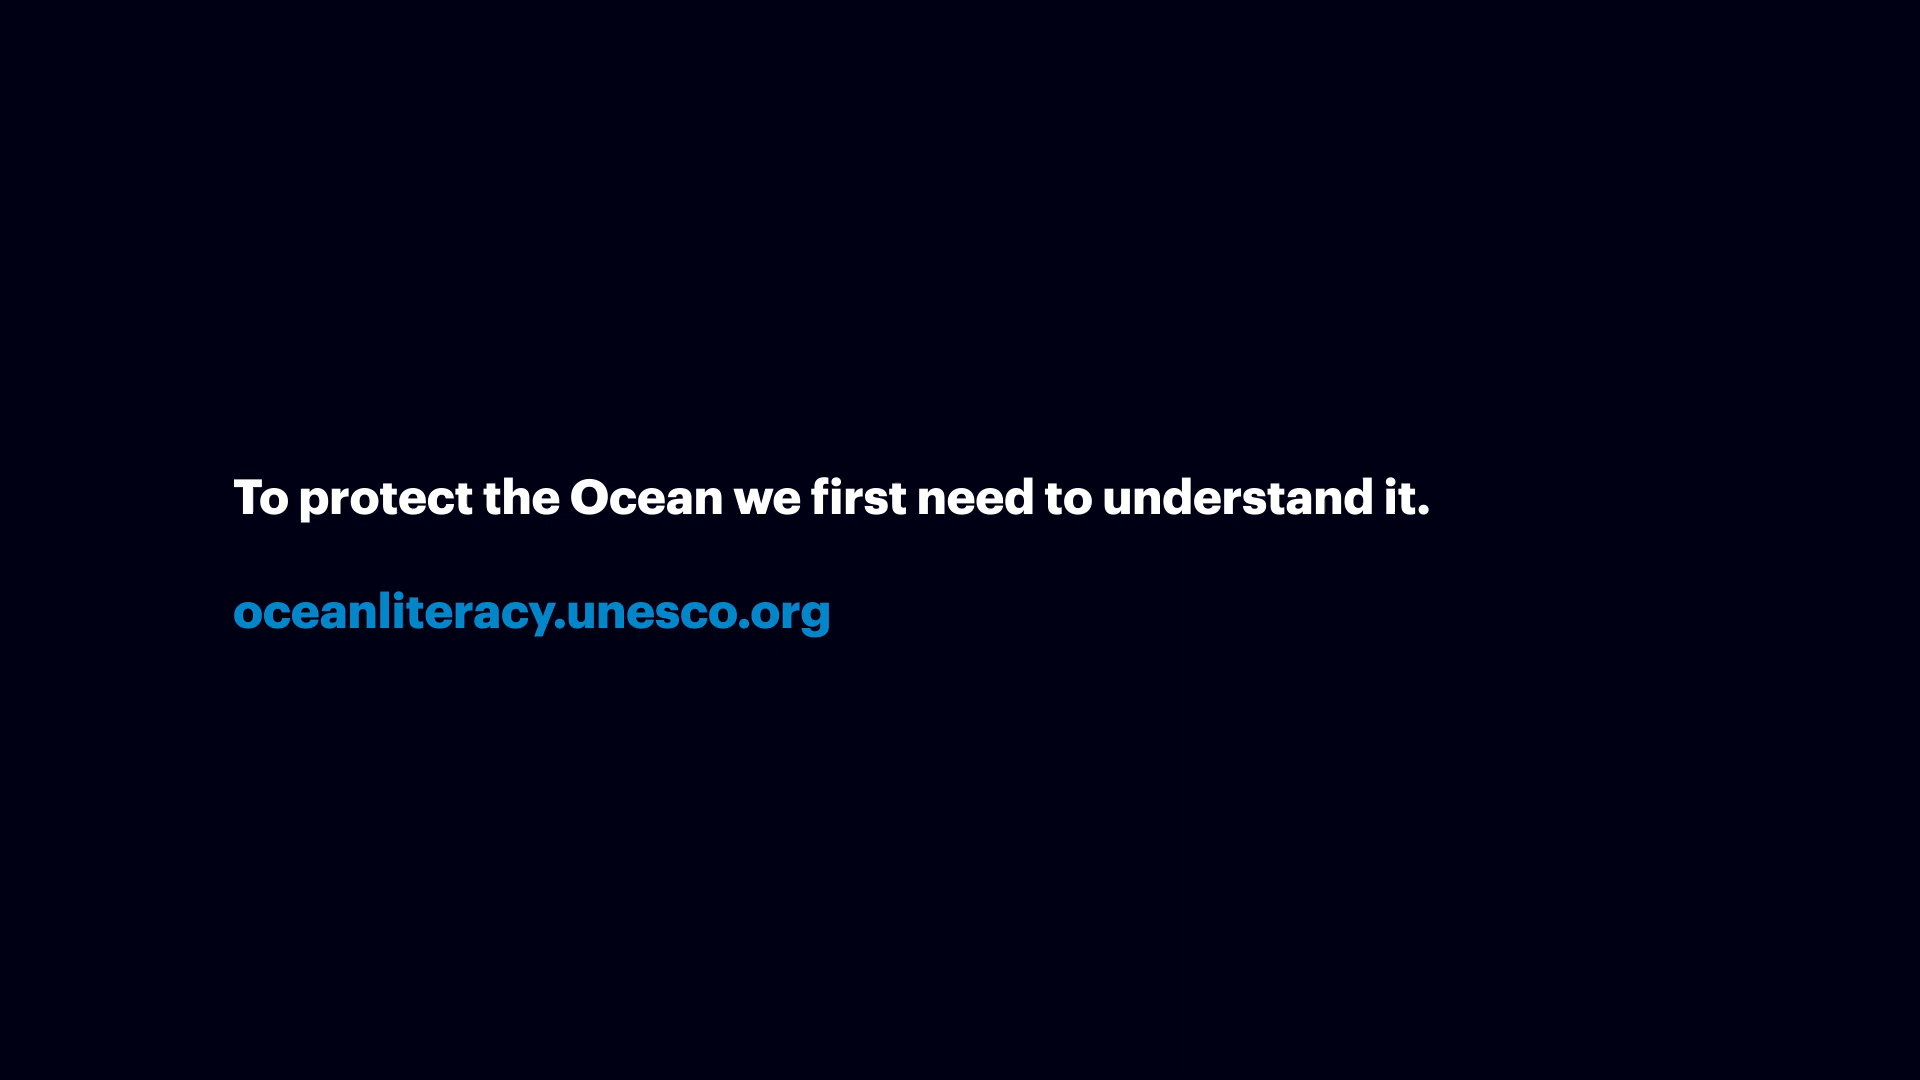 To protect the Ocean we first need to understand it.
oceanliteracy.unesco.org